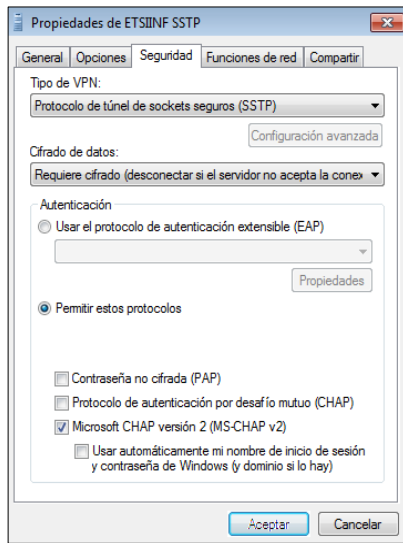 Propiedades de ETSIINF SSTP
General Opciones Seguridad Funciones de red Compartir
Tipo de VPN:
Protocolo de túnel de sockets seguros (SSTP)
Configuración avanzada
Cifrado de datos:
Requiere cifrado (desconectar si el servidor no acepta la conex
Autenticación
Usar el protocolo de autenticación extensible (EAP)
Propiedades
Permitir estos protocolos
Contraseña no cifrada (PAP)
Protocolo de autenticación por desafío mutuo (CHAP)
Microsoft CHAP versión 2 (MS-CHAP v2)
Usar automáticamente mi nombre de inicio de sesión
y contraseña de Windows (y dominio si lo hay)
Aceptar Cancelar